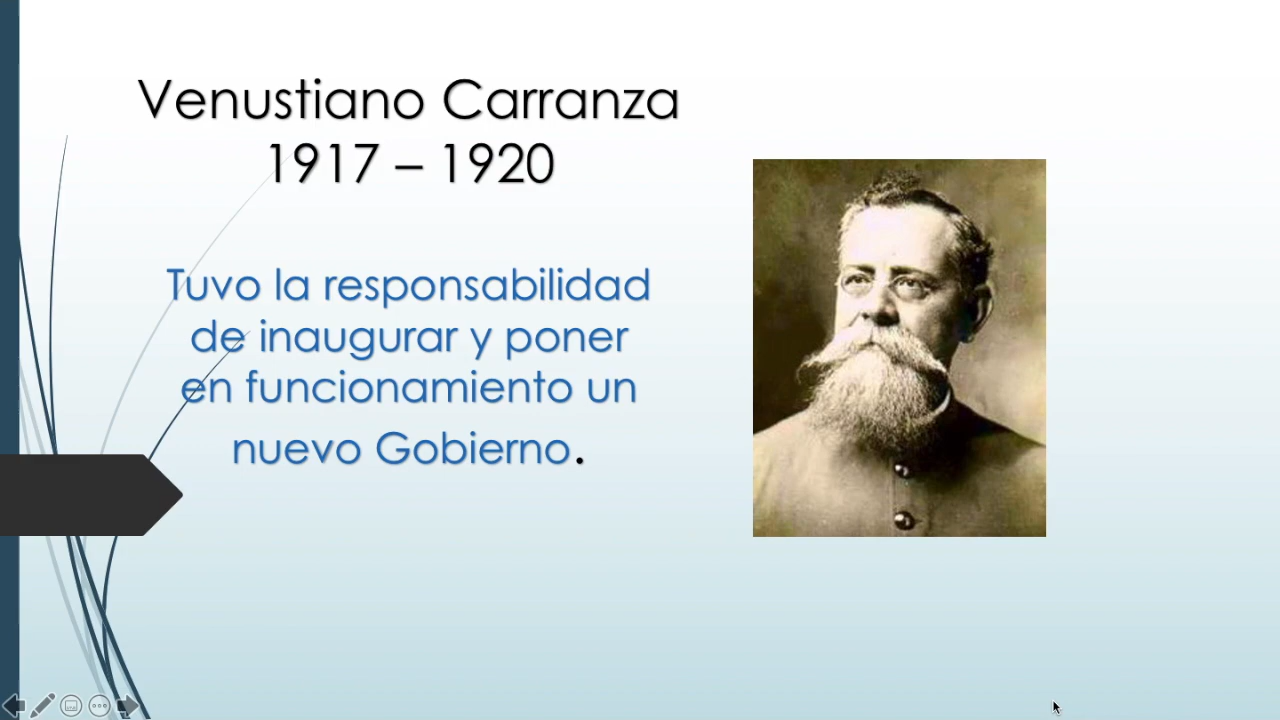 Venustiano Carranza
1917 – 1920
Tuvo la responsabilidad
de inaugurar y poner
en funcionamiento un
nuevo Gobierno.